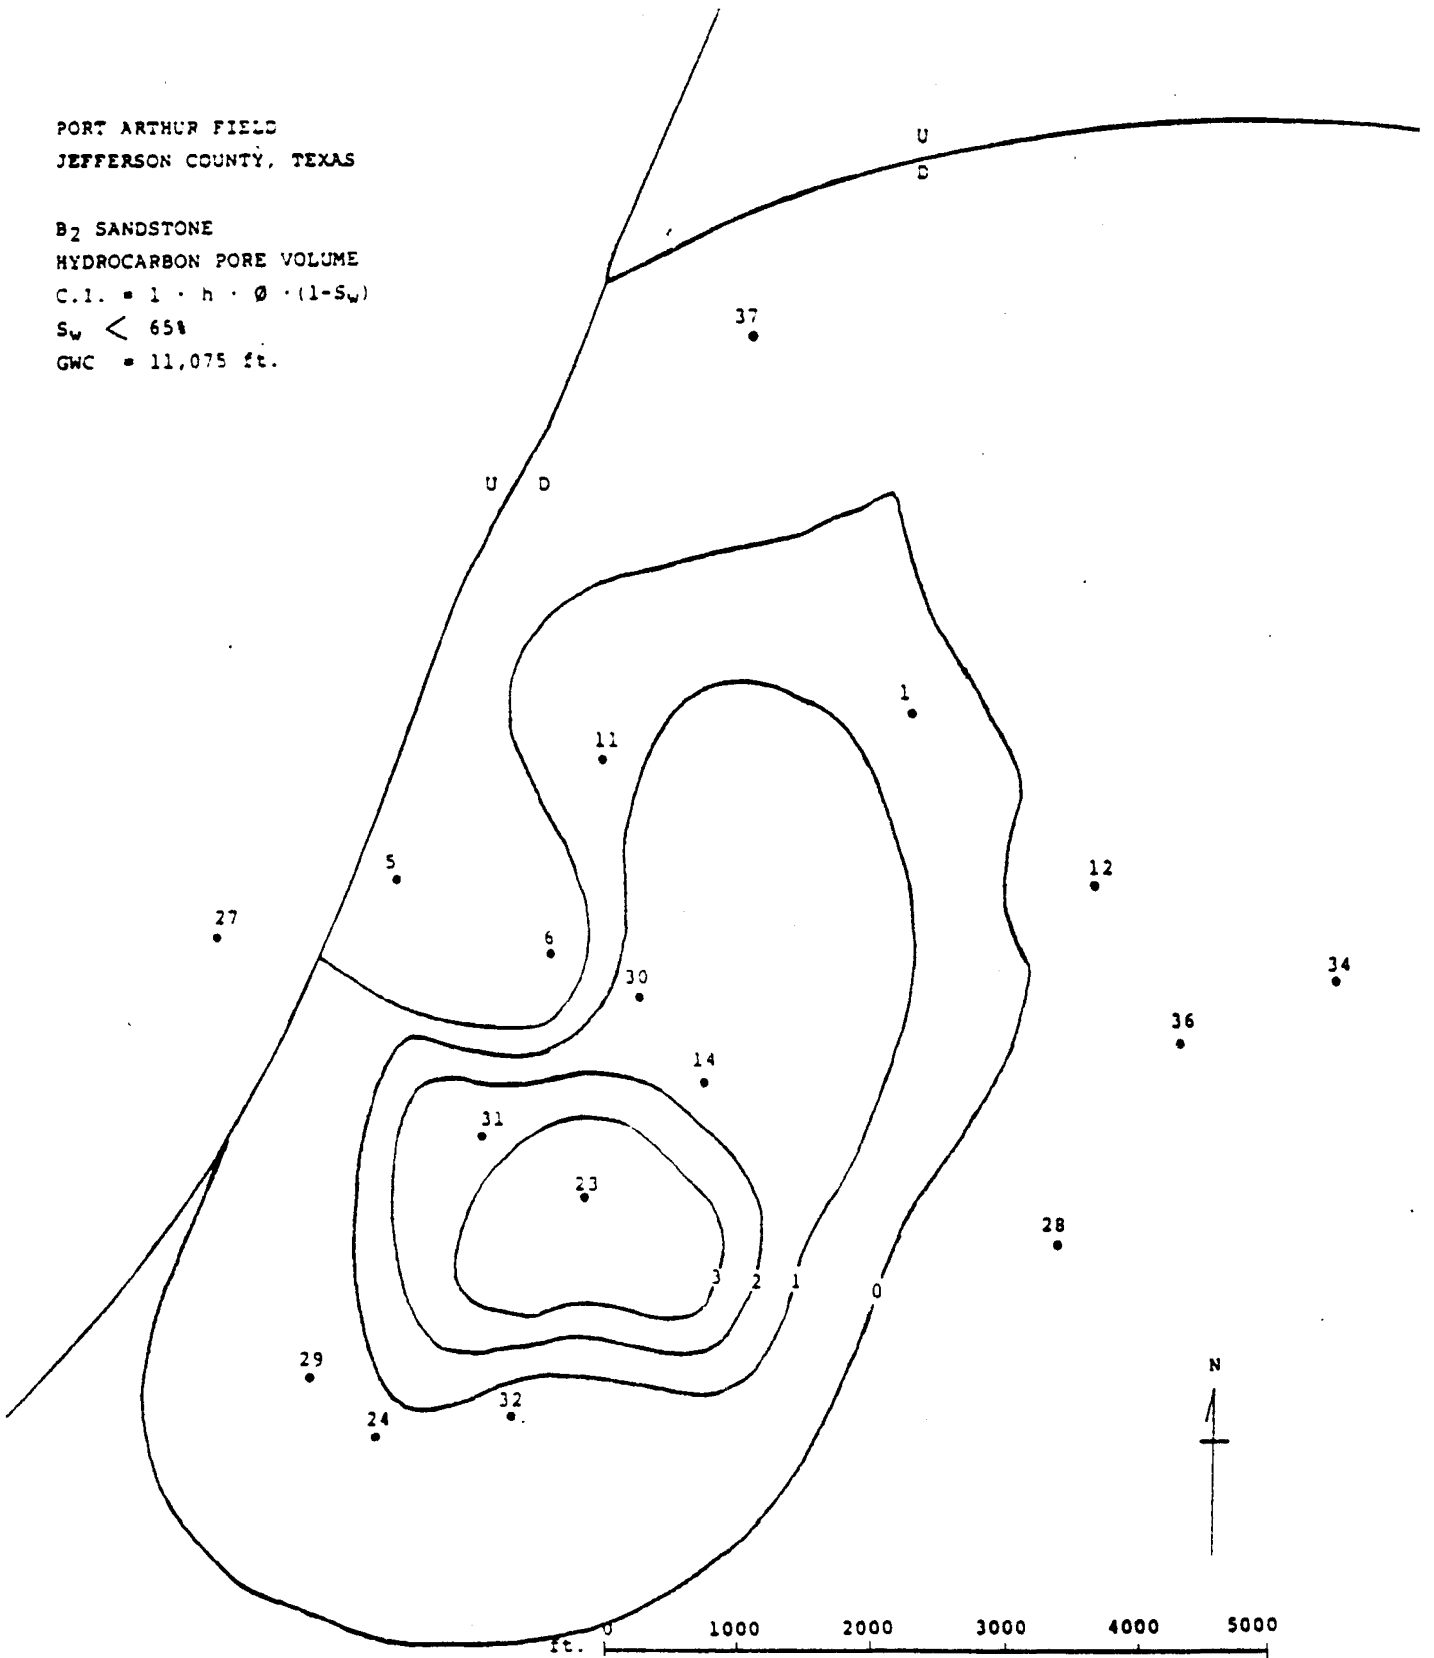 PORT ARTHUR FIELD
JEFFERSON COUNTY, TEXAS
B2 SANDSTONE
HYDROCARBON PORE VOLUME
C.I. = 1 · h · Ø ·(1-Sw)
Sw < 65%
GWC = 11,075 ft.
U
D
37
U D
1
11
5
12
27
6
30
34
36
14
31
23
28
3 2 1 0
29
32
24
N
ft. 0 1000 2000 3000 4000 5000